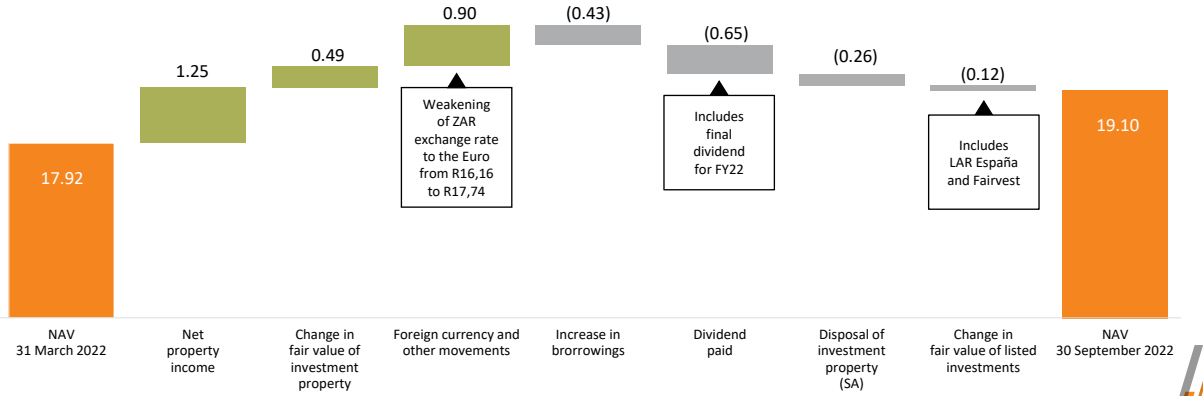 0.90
(0.43)
(0.65)
0.49
(0.26)
(0.12)
1.25
Weakening
of ZAR
exchange rate
to the Euro
from R16,16
to R17,74
Includes
final
dividend
for FY22
Includes
LAR España
and Fairvest
17.92
19.10
NAV
31 March 2022
Net
property
income
Change in
fair value of
investment
property
Foreign currency and
other movements
Increase in
brorrowings
Dividend
paid
Disposal of
investment
property
(SA)
Change in
fair value of listed
investments
NAV
30 September 2022